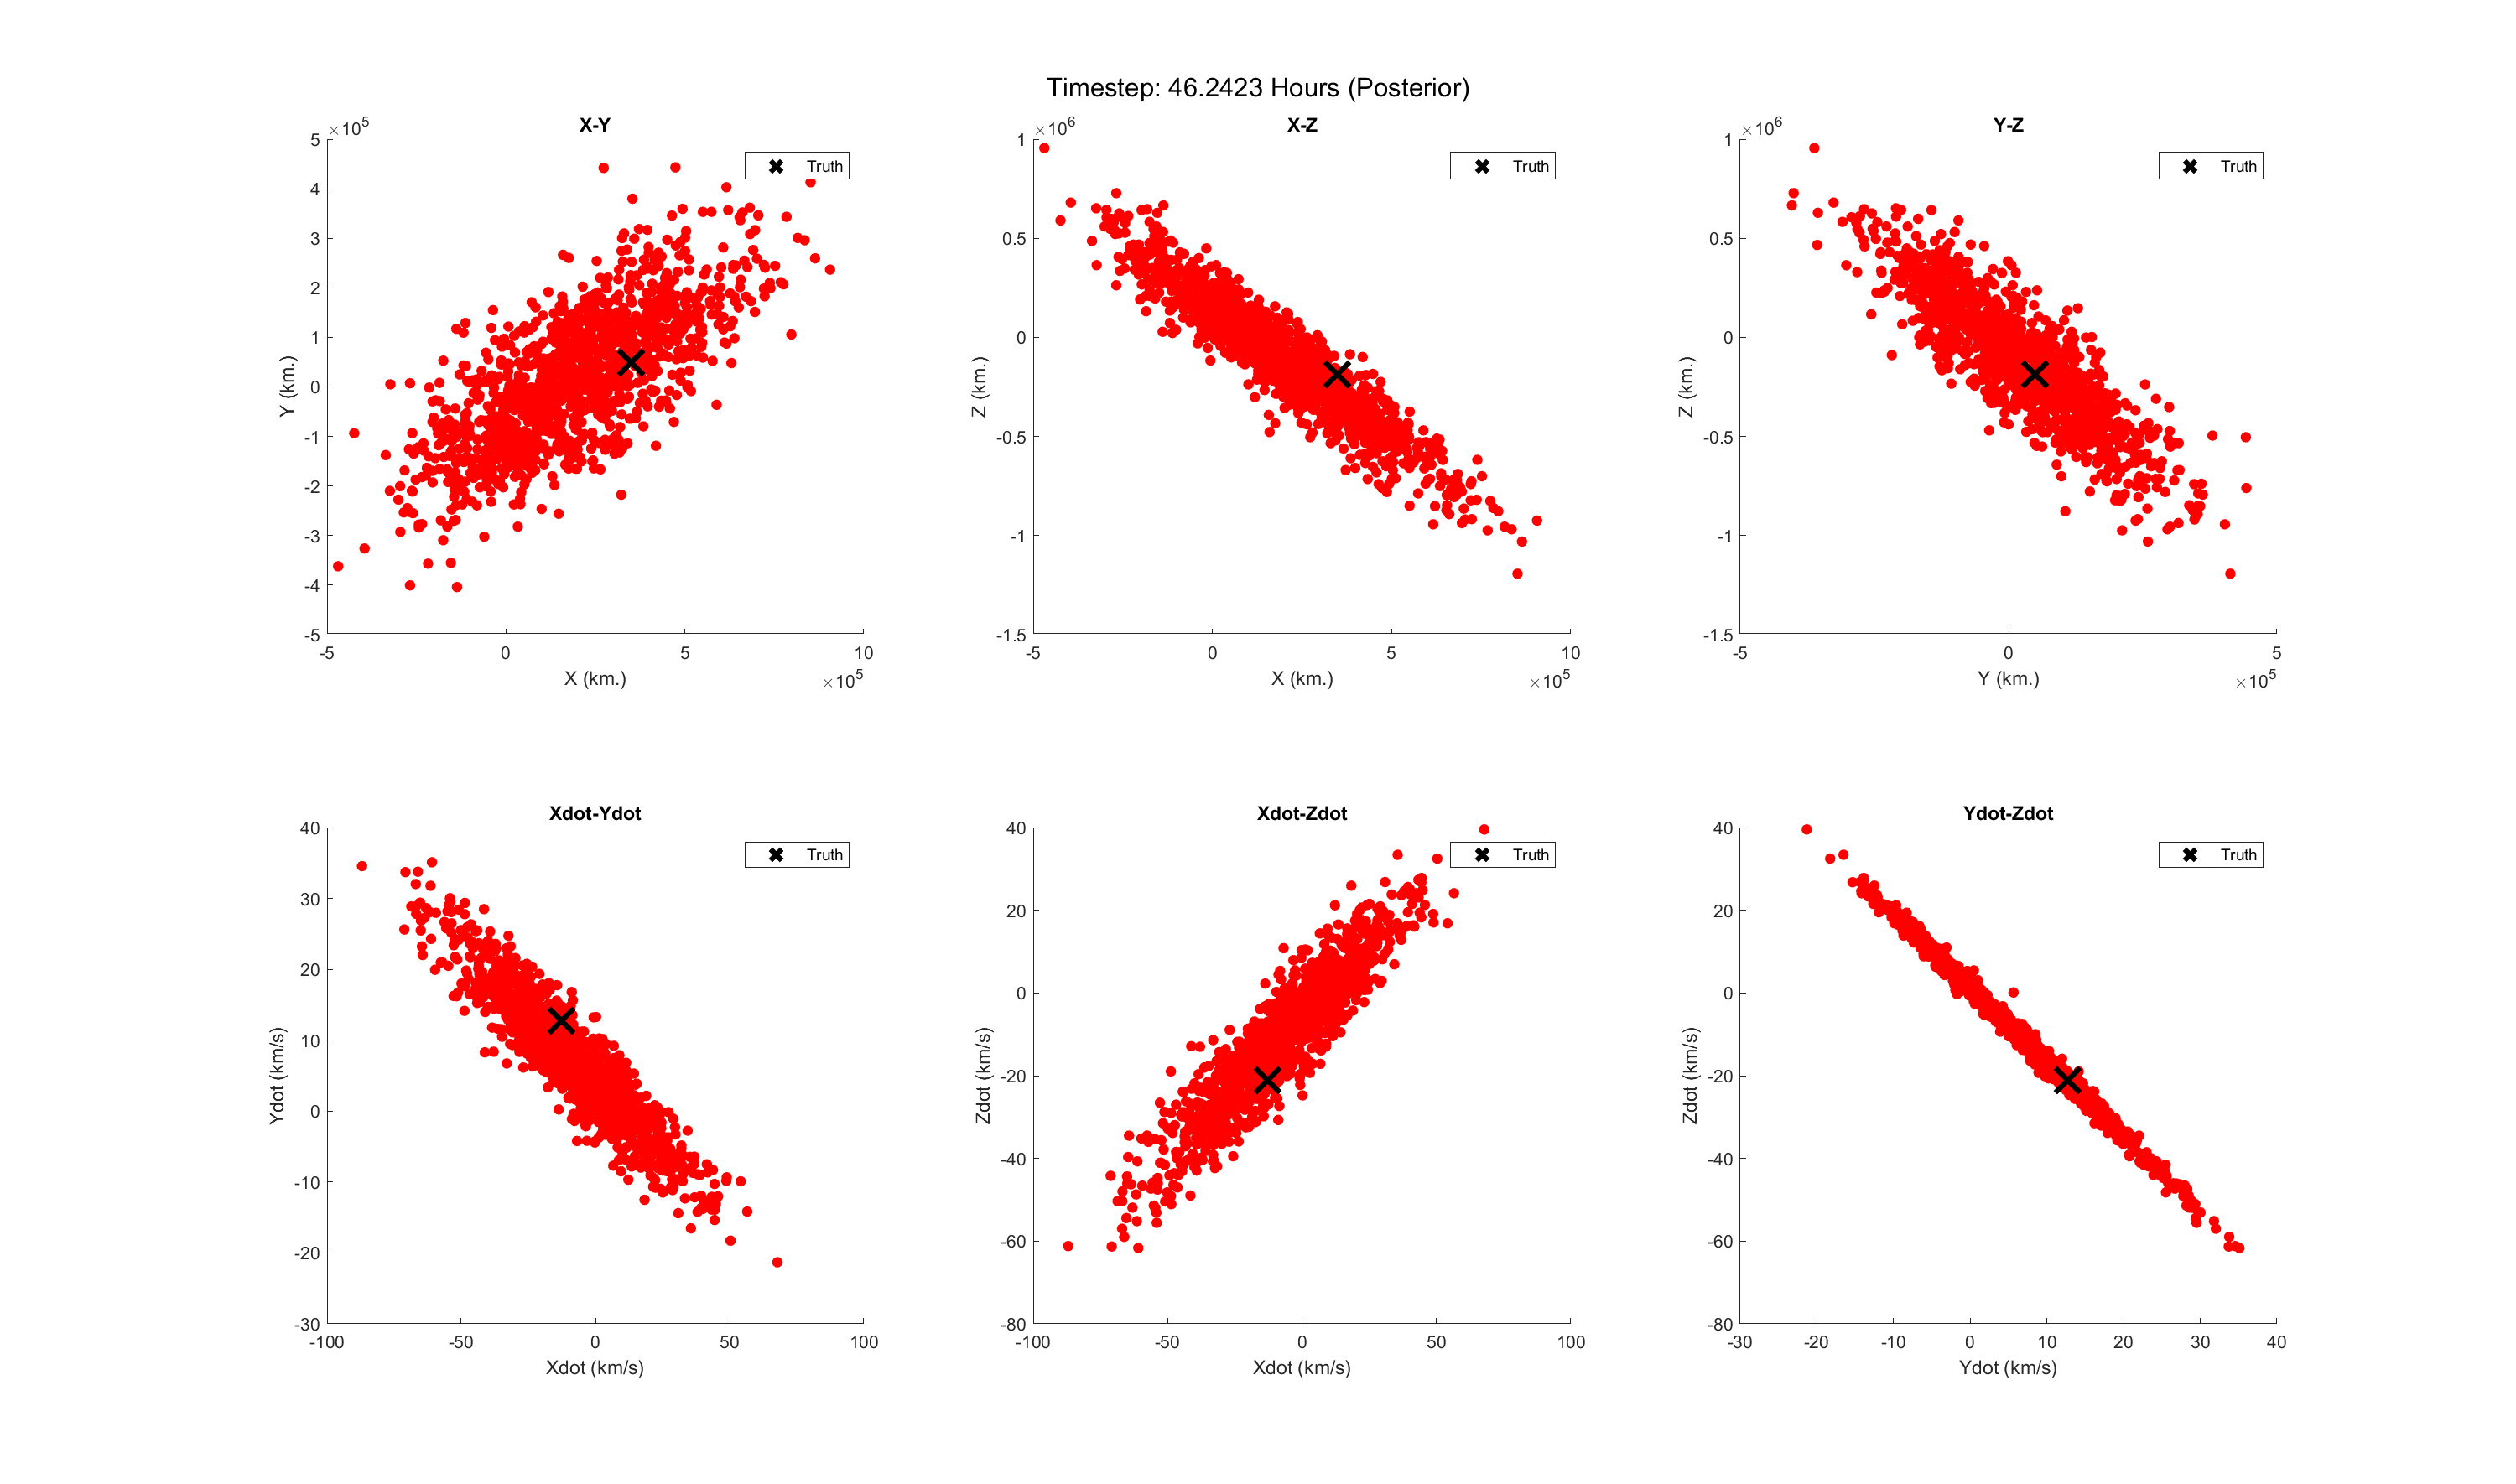 Timestep: 46.2423 Hours (Posterior)
X-Y
×10^5
5
4
3
2
1
0
-1
-2
-3
-4
-5
Y (km.)
-5 0 5 10
X (km.)
×10^5
Truth
X-Z
×10^6
1
0.5
0
-0.5
-1
-1.5
Z (km.)
-5 0 5 10
X (km.)
×10^5
Truth
Y-Z
×10^6
1
0.5
0
-0.5
-1
-1.5
Z (km.)
-5 0 5
Y (km.)
×10^5
Truth
Xdot-Ydot
40
30
20
10
0
-10
-20
-30
Ydot (km/s)
-100 -50 0 50 100
Xdot (km/s)
Truth
Xdot-Zdot
40
20
0
-20
-40
-60
-80
Zdot (km/s)
-100 -50 0 50 100
Xdot (km/s)
Truth
Ydot-Zdot
40
20
0
-20
-40
-60
-80
Zdot (km/s)
-30 -20 -10 0 10 20 30 40
Ydot (km/s)
Truth